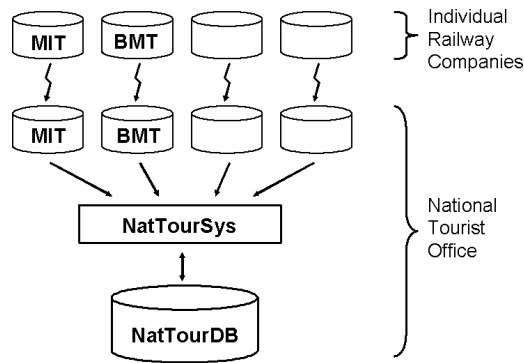 MIT
BMT
Individual
Railway
Companies
MIT
BMT
NatTourSys
National
Tourist
Office
NatTourDB